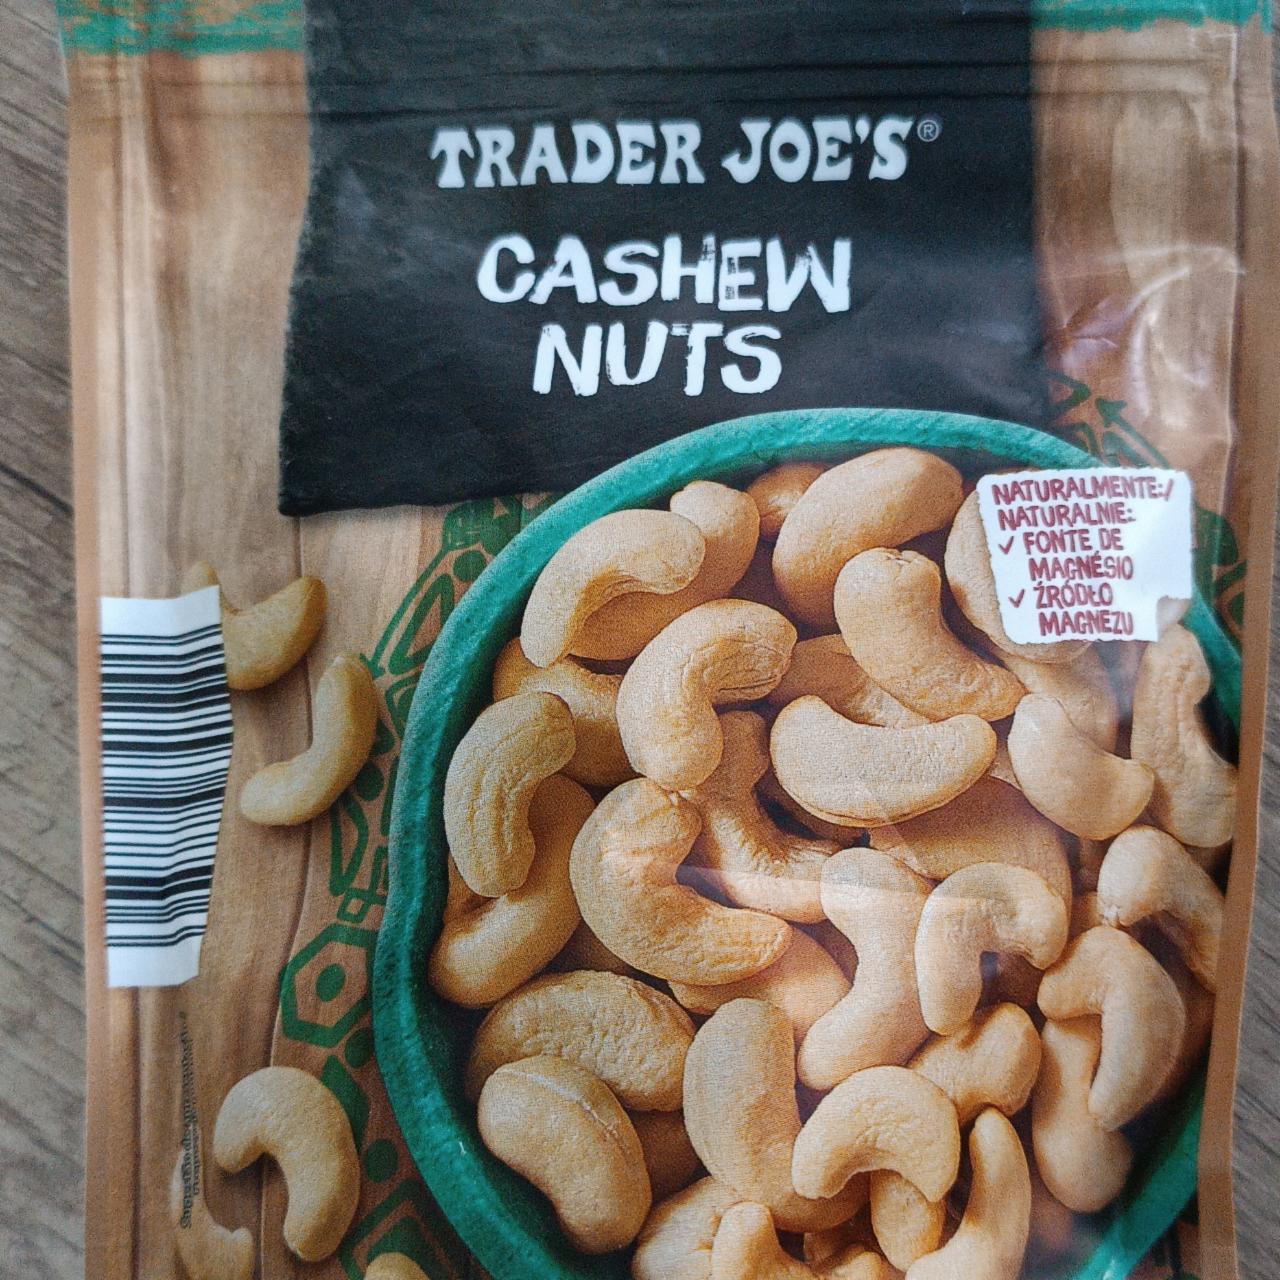 TRADER JOE'S®
CASHEW
NUTS
NATURALMENTE:/
NATURALNIE:
✓ FONTE DE
MAGNÉSIO
✓ ŹRÓDŁO
MAGNEZU